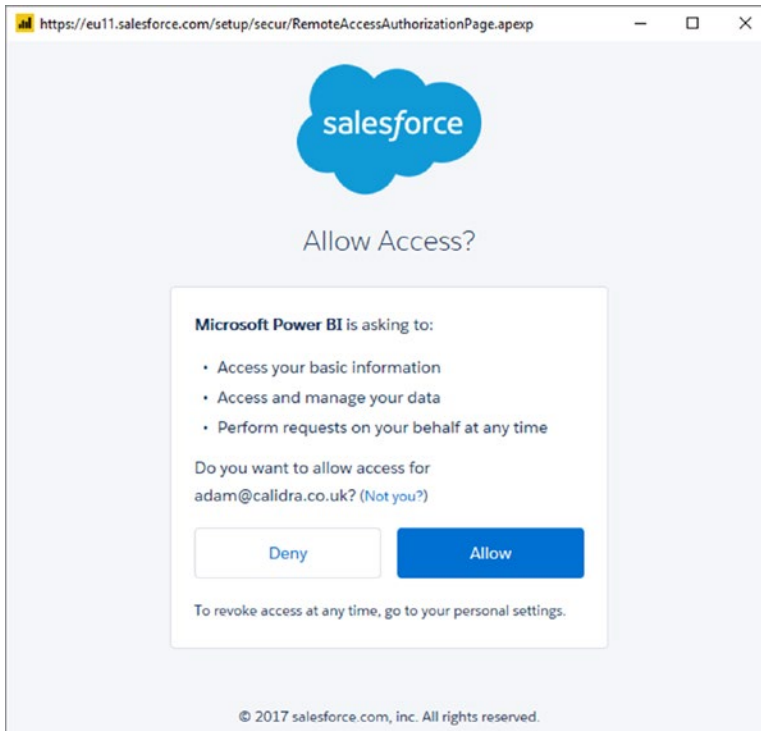 https://eu11.salesforce.com/setup/secur/RemoteAccessAuthorizationPage.apexp
salesforce
Allow Access?
Microsoft Power BI is asking to:
• Access your basic information
• Access and manage your data
• Perform requests on your behalf at any time
Do you want to allow access for
adam@calidra.co.uk? (Not you?)
Deny
Allow
To revoke access at any time, go to your personal settings.
© 2017 salesforce.com, inc. All rights reserved.